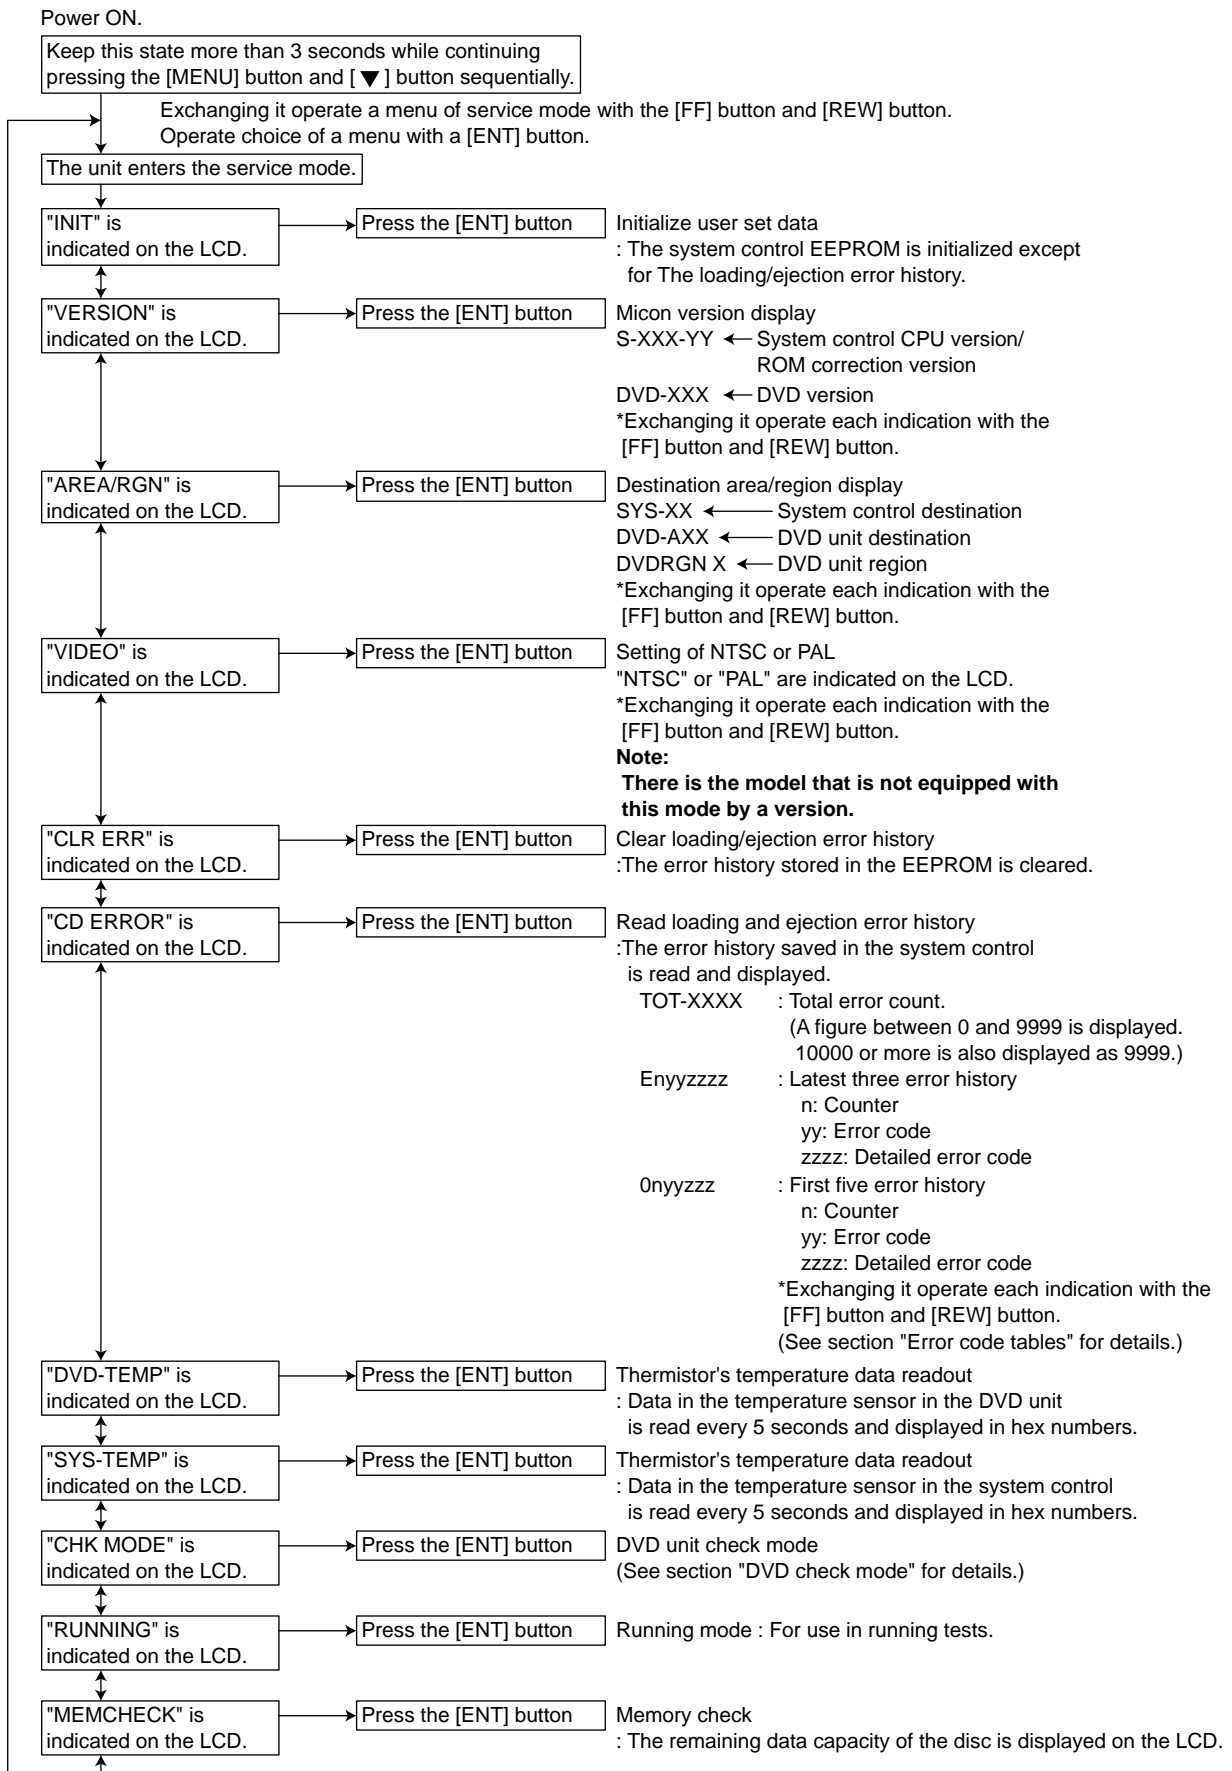 Power ON.
Keep this state more than 3 seconds while continuing
pressing the [MENU] button and [ ▼ ] button sequentially.
Exchanging it operate a menu of service mode with the [FF] button and [REW] button.
Operate choice of a menu with a [ENT] button.
The unit enters the service mode.
"INIT" is
indicated on the LCD.
Press the [ENT] button
Initialize user set data
: The system control EEPROM is initialized except
for The loading/ejection error history.
"VERSION" is
indicated on the LCD.
Press the [ENT] button
Micon version display
S-XXX-YY ← System control CPU version/
ROM correction version
DVD-XXX ← DVD version
*Exchanging it operate each indication with the
[FF] button and [REW] button.
"AREA/RGN" is
indicated on the LCD.
Press the [ENT] button
Destination area/region display
SYS-XX ← System control destination
DVD-AXX ← DVD unit destination
DVDRGN X ← DVD unit region
*Exchanging it operate each indication with the
[FF] button and [REW] button.
"VIDEO" is
indicated on the LCD.
Press the [ENT] button
Setting of NTSC or PAL
"NTSC" or "PAL" are indicated on the LCD.
*Exchanging it operate each indication with the
[FF] button and [REW] button.
Note:
There is the model that is not equipped with
this mode by a version.
"CLR ERR" is
indicated on the LCD.
Press the [ENT] button
Clear loading/ejection error history
:The error history stored in the EEPROM is cleared.
"CD ERROR" is
indicated on the LCD.
Press the [ENT] button
Read loading and ejection error history
:The error history saved in the system control
is read and displayed.
TOT-XXXX : Total error count.
(A figure between 0 and 9999 is displayed.
10000 or more is also displayed as 9999.)
Enyyzzzz : Latest three error history
n: Counter
yy: Error code
zzzz: Detailed error code
0nyyzzz : First five error history
n: Counter
yy: Error code
zzzz: Detailed error code
*Exchanging it operate each indication with the
[FF] button and [REW] button.
(See section "Error code tables" for details.)
"DVD-TEMP" is
indicated on the LCD.
Press the [ENT] button
Thermistor's temperature data readout
: Data in the temperature sensor in the DVD unit
is read every 5 seconds and displayed in hex numbers.
"SYS-TEMP" is
indicated on the LCD.
Press the [ENT] button
Thermistor's temperature data readout
: Data in the temperature sensor in the system control
is read every 5 seconds and displayed in hex numbers.
"CHK MODE" is
indicated on the LCD.
Press the [ENT] button
DVD unit check mode
(See section "DVD check mode" for details.)
"RUNNING" is
indicated on the LCD.
Press the [ENT] button
Running mode : For use in running tests.
"MEMCHECK" is
indicated on the LCD.
Press the [ENT] button
Memory check
: The remaining data capacity of the disc is displayed on the LCD.